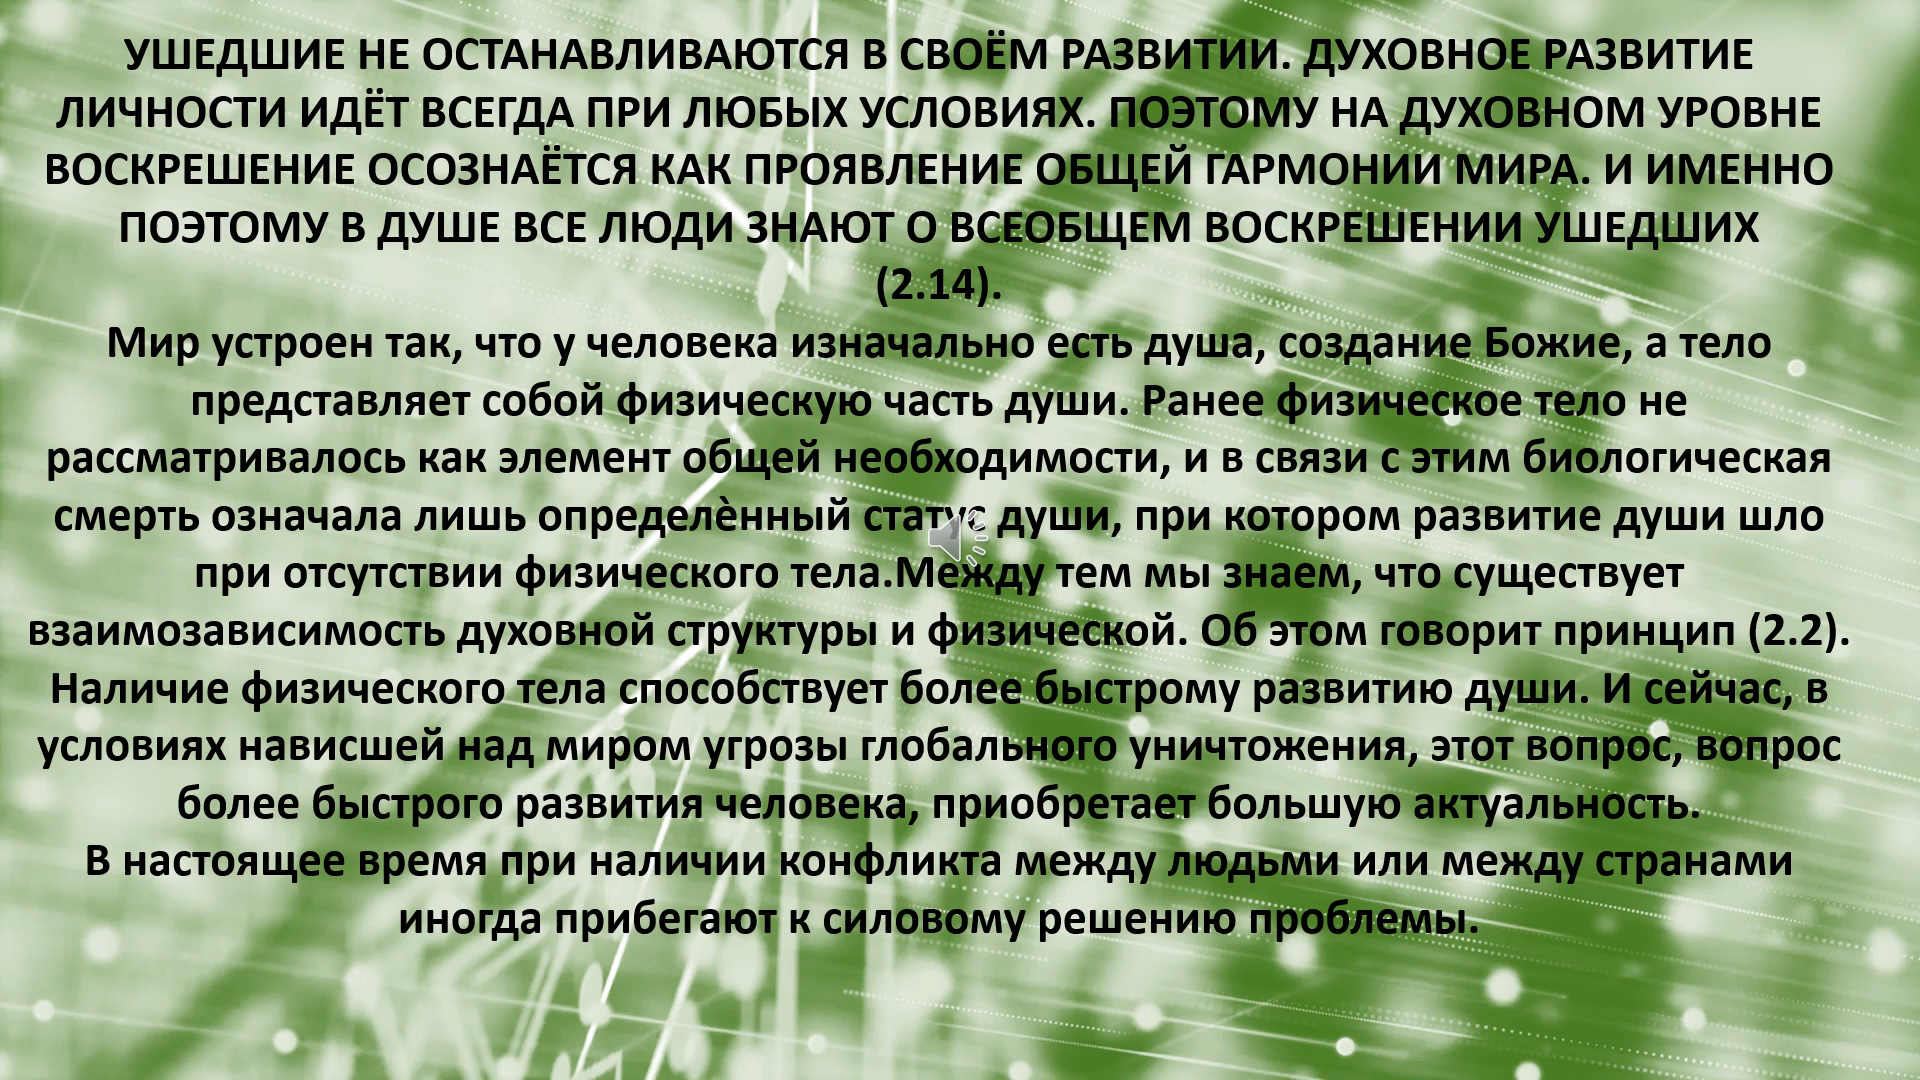 УШЕДШИЕ НЕ ОСТАНАВЛИВАЮТСЯ В СВОЁМ РАЗВИТИИ. ДУХОВНОЕ РАЗВИТИЕ
ЛИЧНОСТИ ИДЁТ ВСЕГДА ПРИ ЛЮБЫХ УСЛОВИЯХ. ПОЭТОМУ НА ДУХОВНОМ УРОВНЕ
ВОСКРЕШЕНИЕ ОСОЗНАЁТСЯ КАК ПРОЯВЛЕНИЕ ОБЩЕЙ ГАРМОНИИ МИРА. И ИМЕННО
ПОЭТОМУ В ДУШЕ ВСЕ ЛЮДИ ЗНАЮТ О ВСЕОБЩЕМ ВОСКРЕШЕНИИ УШЕДШИХ
(2.14).
Мир устроен так, что у человека изначально есть душа, создание Божие, а тело
представляет собой физическую часть души. Ранее физическое тело не
рассматривалось как элемент общей необходимости, и в связи с этим биологическая
смерть означала лишь определѐнный статус души, при котором развитие души шло
при отсутствии физического тела.Между тем мы знаем, что существует
взаимозависимость духовной структуры и физической. Об этом говорит принцип (2.2).
Наличие физического тела способствует более быстрому развитию души. И сейчас, в
условиях нависшей над миром угрозы глобального уничтожения, этот вопрос, вопрос
более быстрого развития человека, приобретает большую актуальность.
В настоящее время при наличии конфликта между людьми или между странами
иногда прибегают к силовому решению проблемы.